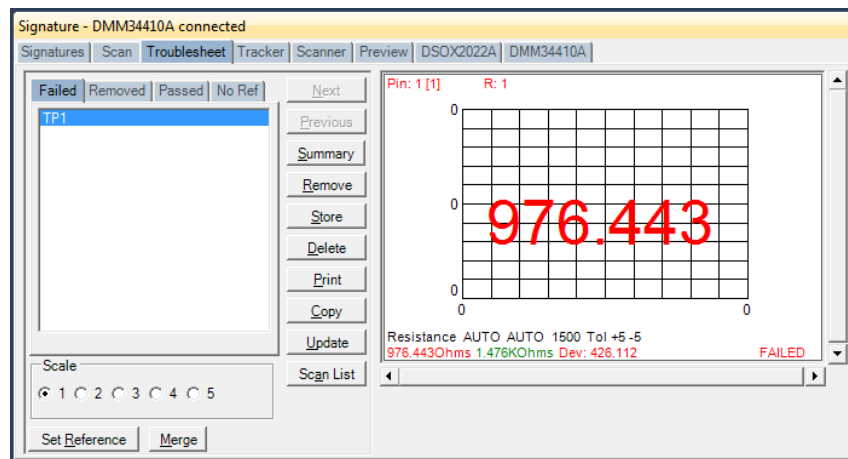 Signature - DMM34410A connected
Signatures Scan Troublesheet Tracker Scanner Preview DSOX2022A DMM34410A
Failed Removed Passed No Ref
TP1
Next
Previous
Summary
Remove
Store
Delete
Print
Copy
Update
Scan List
Scale
1 2 3 4 5
Set Reference Merge
Pin: 1 [1] R: 1
0
0
976.443
0
0 0
Resistance AUTO AUTO 1500 Tol +5 -5
976.443Ohms 1.476KOhms Dev: 426.112 FAILED